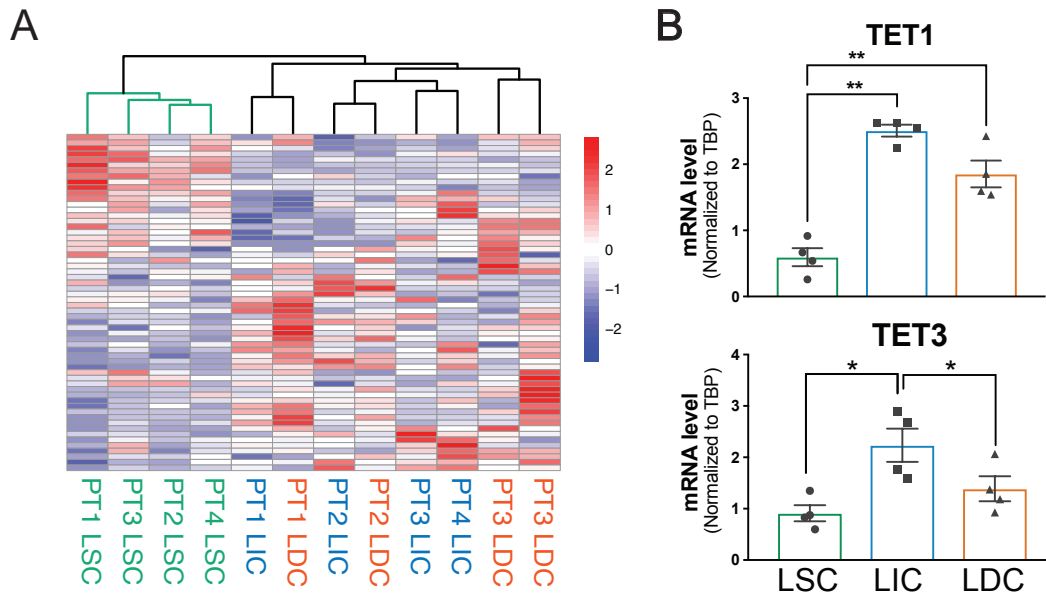 A
2
1
0
−1
−2
PT1 LSC
PT3 LSC
PT2 LSC
PT4 LSC
PT1 LIC
PT1 LDC
PT2 LIC
PT2 LDC
PT3 LIC
PT4 LIC
PT3 LDC
PT3 LDC
B
TET1
**
**
mRNA level
(Normalized to TBP)
3
2
1
0
TET3
*
*
mRNA level
(Normalized to TBP)
4
3
2
1
0
LSC
LIC
LDC